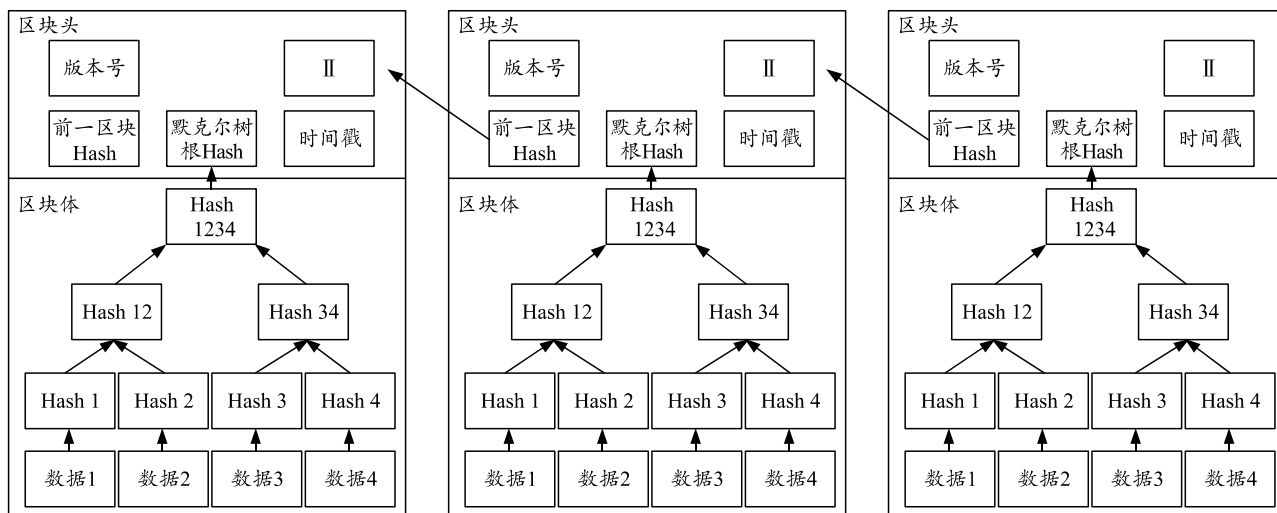 区块头
版本号
Ⅱ
前一区块
Hash
默克尔树
根Hash
时间戳
区块体
Hash
1234
Hash 12
Hash 34
Hash 1
Hash 2
Hash 3
Hash 4
数据1
数据2
数据3
数据4
区块头
版本号
Ⅱ
前一区块
Hash
默克尔树
根Hash
时间戳
区块体
Hash
1234
Hash 12
Hash 34
Hash 1
Hash 2
Hash 3
Hash 4
数据1
数据2
数据3
数据4
区块头
版本号
Ⅱ
前一区块
Hash
默克尔树
根Hash
时间戳
区块体
Hash
1234
Hash 12
Hash 34
Hash 1
Hash 2
Hash 3
Hash 4
数据1
数据2
数据3
数据4